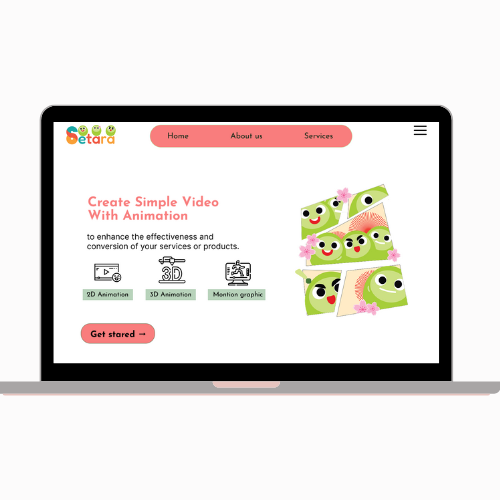 Setara
Home About us Services
Create Simple Video
With Animation
to enhance the effectiveness and
conversion of your services or products.
3D
2D Animation 3D Animation Montion graphic
Get stared →